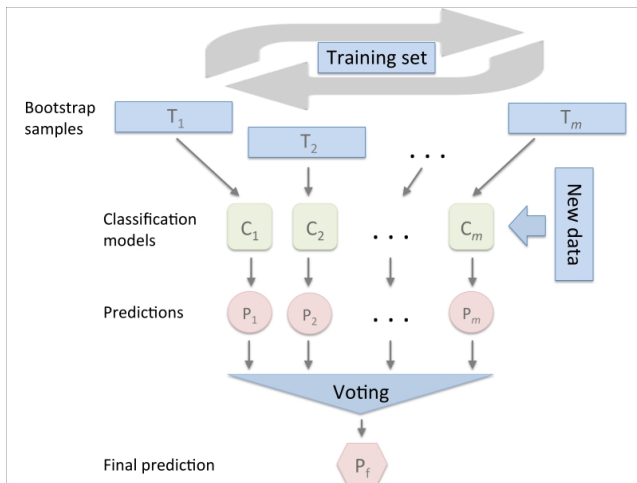 Training set
Bootstrap
samples
T1
T2
. . .
Tm
Classification
models
C1
C2
. . .
Cm
New data
Predictions
P1
P2
. . .
Pm
Voting
Final prediction
Pf